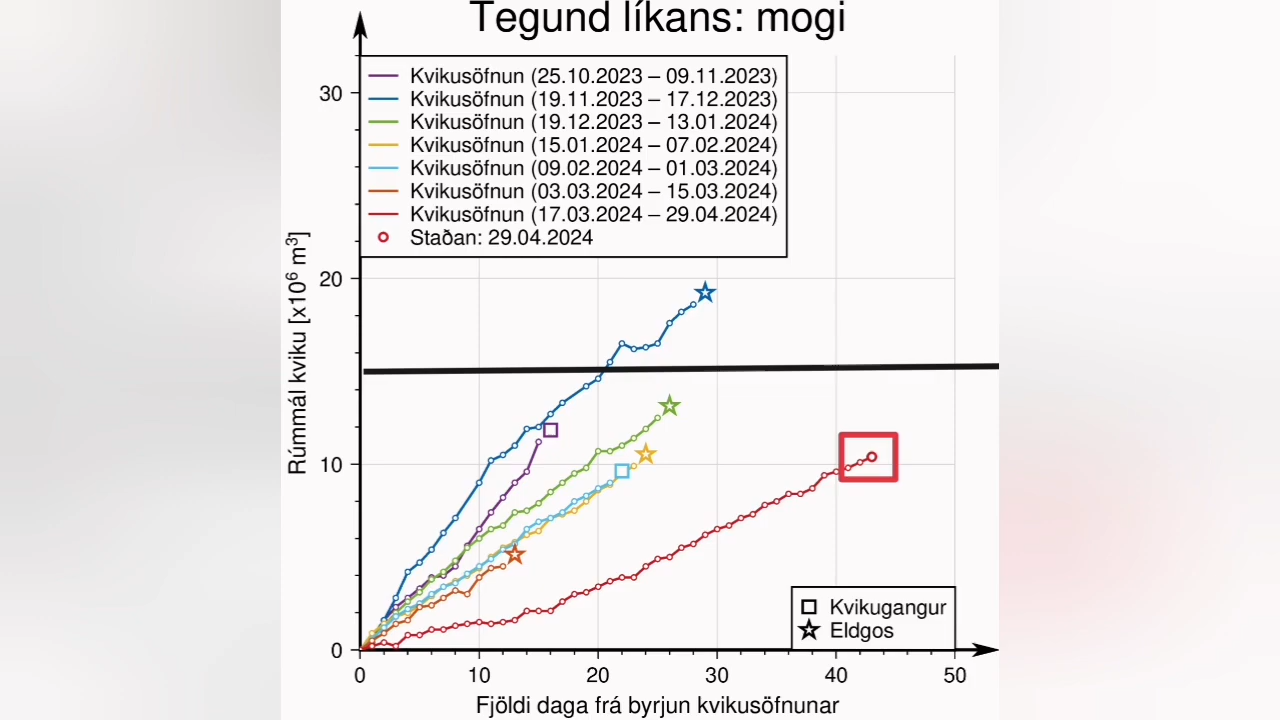 Tegund líkans: mogi
Kvikusöfnun (25.10.2023 – 09.11.2023)
Kvikusöfnun (19.11.2023 – 17.12.2023)
Kvikusöfnun (19.12.2023 – 13.01.2024)
Kvikusöfnun (15.01.2024 – 07.02.2024)
Kvikusöfnun (09.02.2024 – 01.03.2024)
Kvikusöfnun (03.03.2024 – 15.03.2024)
Kvikusöfnun (17.03.2024 – 29.04.2024)
Staðan: 29.04.2024
Rúmmál kviku [x10⁶ m³]
30
20
10
0
Kvikugangur
Eldgos
0 10 20 30 40 50
Fjöldi daga frá byrjun kvikusöfnunar